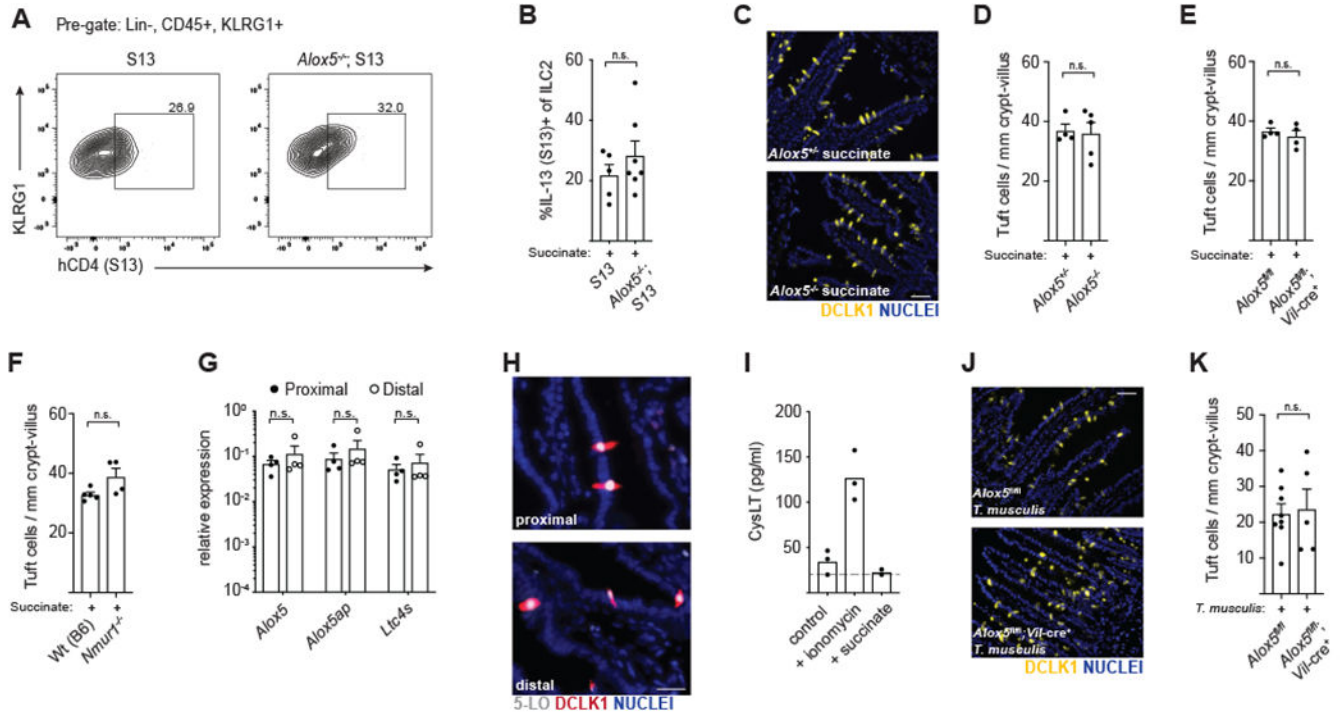 A
Pre-gate: Lin-, CD45+, KLRG1+
S13
Alox5-/-; S13
26.9
32.0
KLRG1
hCD4 (S13)
B
n.s.
%IL-13 (S13)+ of ILC2
60
40
20
Succinate: + +
S13
Alox5-/-; S13
C
Alox5+/- succinate
Alox5-/- succinate
DCLK1 NUCLEI
D
n.s.
Tuft cells / mm crypt-villus
60
40
20
Succinate: + +
Alox5+/-
Alox5-/-
E
n.s.
Tuft cells / mm crypt-villus
60
40
20
Succinate: + +
Alox5fl/fl
Alox5fl/fl; Vil-cre+
F
n.s.
Tuft cells / mm crypt-villus
60
40
20
Succinate: + +
Wt (B6)
Nmur1-/-
G
Proximal Distal
n.s. n.s. n.s.
relative expression
10⁰
10⁻¹
10⁻²
10⁻³
10⁻⁴
Alox5
Alox5ap
Ltc4s
H
proximal
distal
5-LO DCLK1 NUCLEI
I
CysLT (pg/ml)
200
150
100
50
control
+ ionomycin
+ succinate
J
Alox5fl/fl
T. musculis
Alox5fl/fl; Vil-cre+
T. musculis
DCLK1 NUCLEI
K
n.s.
Tuft cells / mm crypt-villus
50
40
30
20
10
T. musculis: + +
Alox5fl/fl
Alox5fl/fl; Vil-cre+